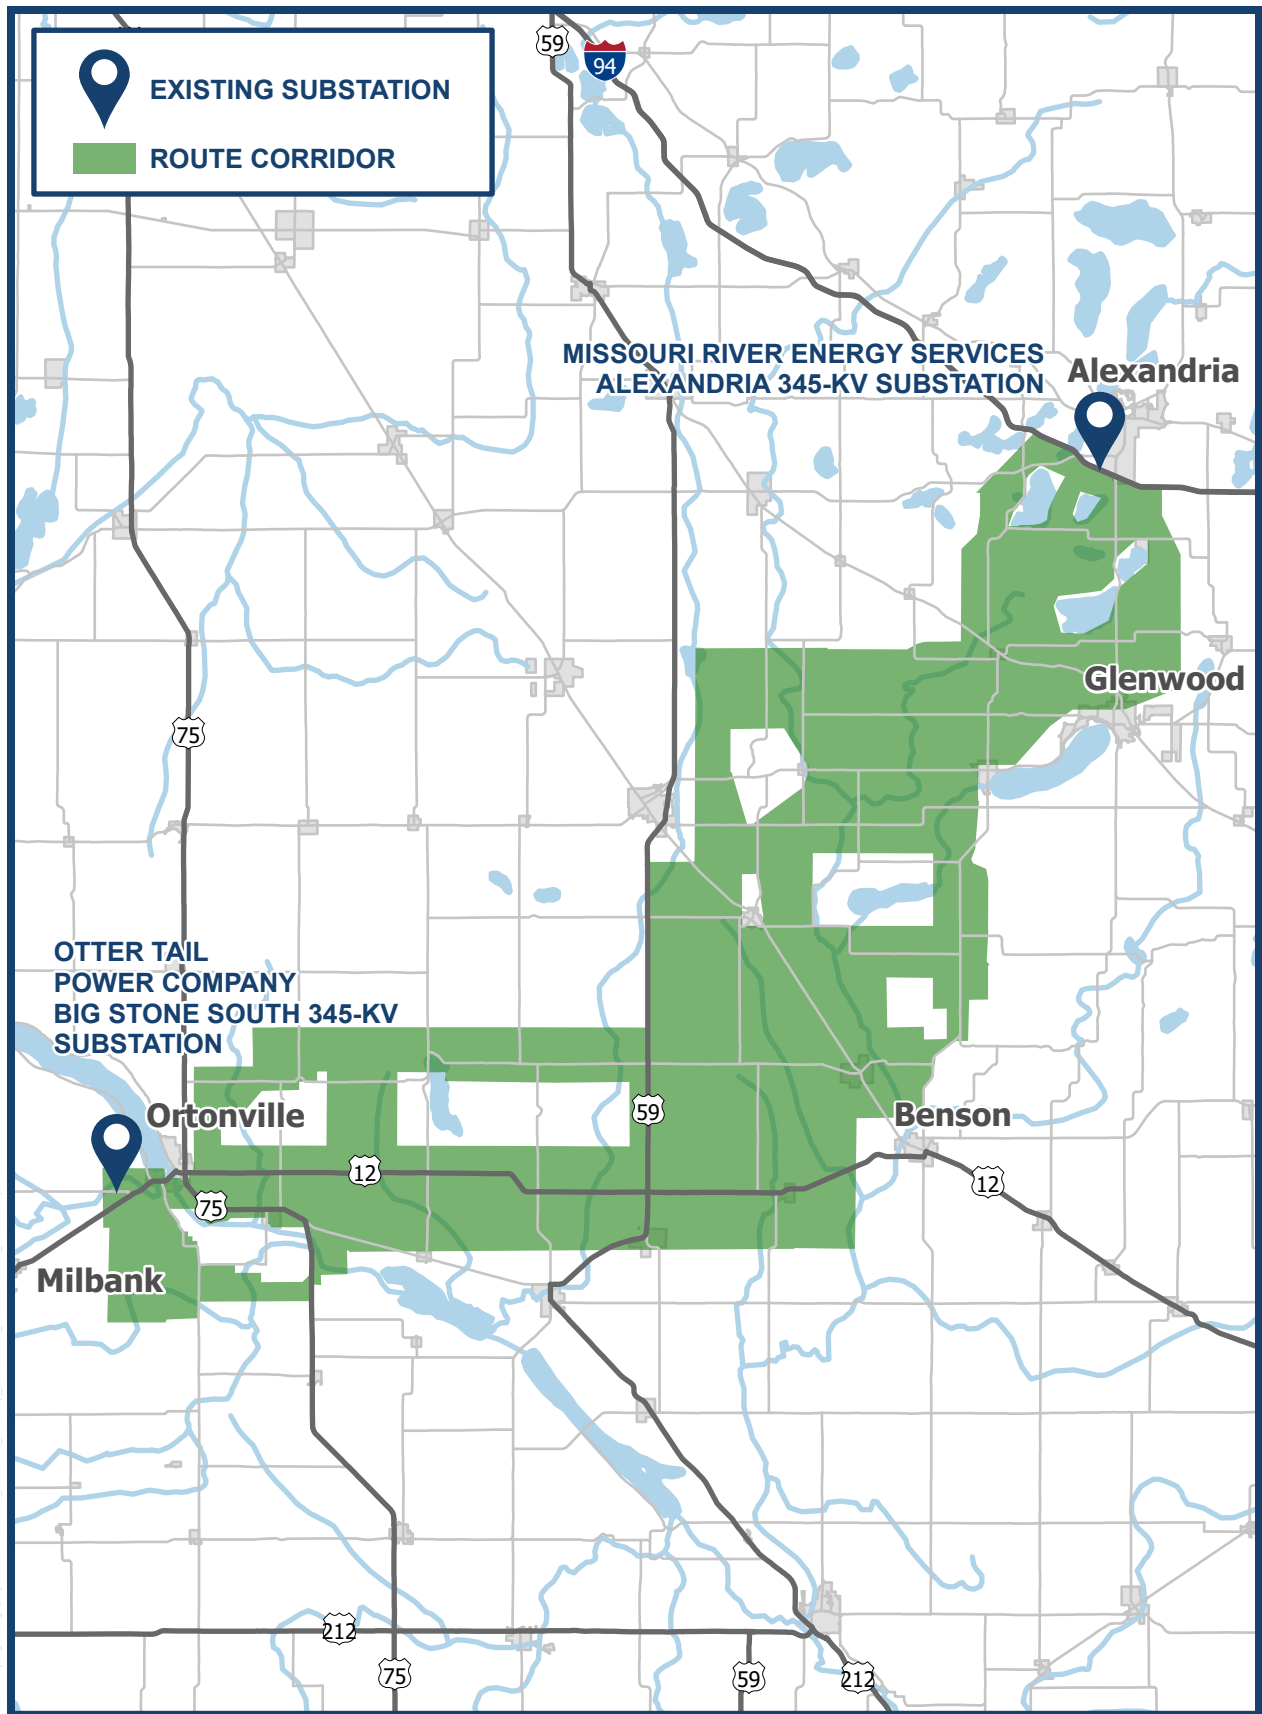 59
94
EXISTING SUBSTATION
ROUTE CORRIDOR
MISSOURI RIVER ENERGY SERVICES
ALEXANDRIA 345-KV SUBSTATION
Alexandria
Glenwood
75
OTTER TAIL
POWER COMPANY
BIG STONE SOUTH 345-KV
SUBSTATION
Ortonville
59
Benson
12
12
75
Milbank
212
75
59
212